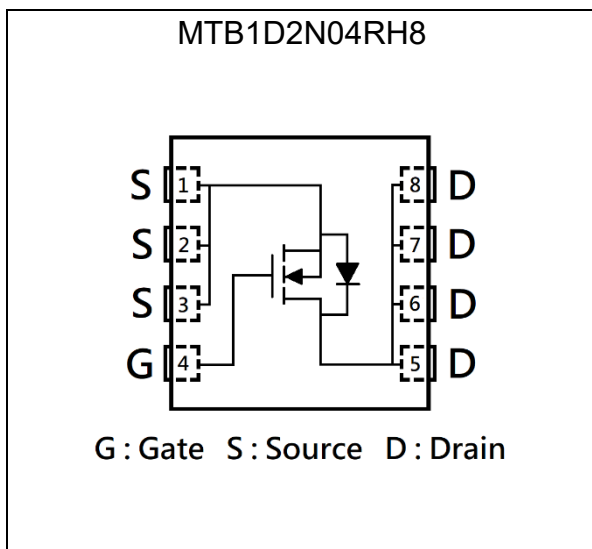 MTB1D2N04RH8
S 1 8 D
S 2 7 D
S 3 6 D
G 4 5 D
G : Gate S : Source D : Drain